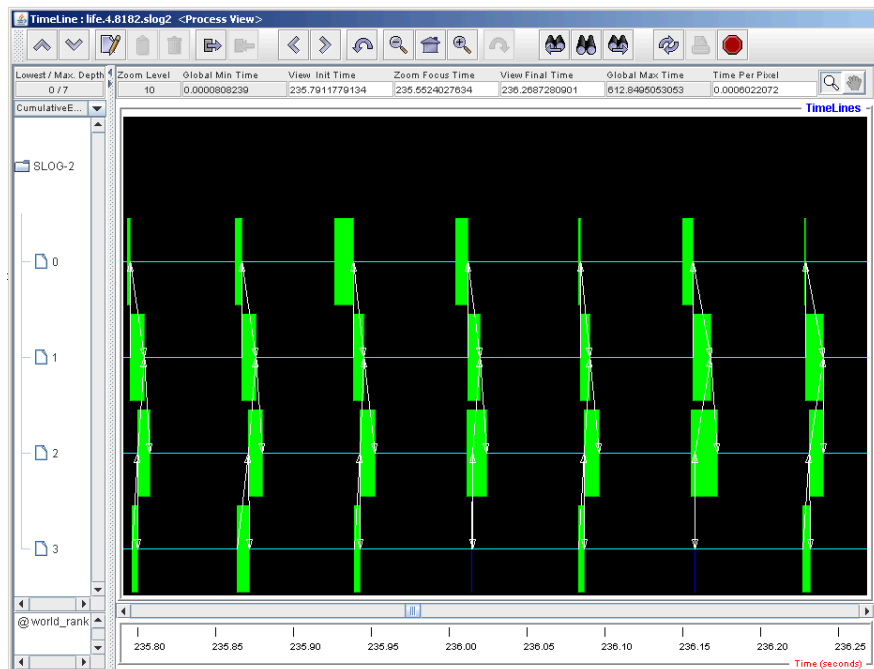 TimeLine : life.4.8182.slog2 <Process View>
Lowest / Max. Depth Zoom Level Global Min Time View Init Time Zoom Focus Time View Final Time Global Max Time Time Per Pixel
0 / 7 10 0.0000808239 235.7911779134 235.5524027634 236.2687280901 612.8495053053 0.0006022072
CumulativeE...
TimeLines
SLOG-2
0
1
2
3
@world_rank
235.80 235.85 235.90 235.95 236.00 236.05 236.10 236.15 236.20 236.25
Time (seconds)